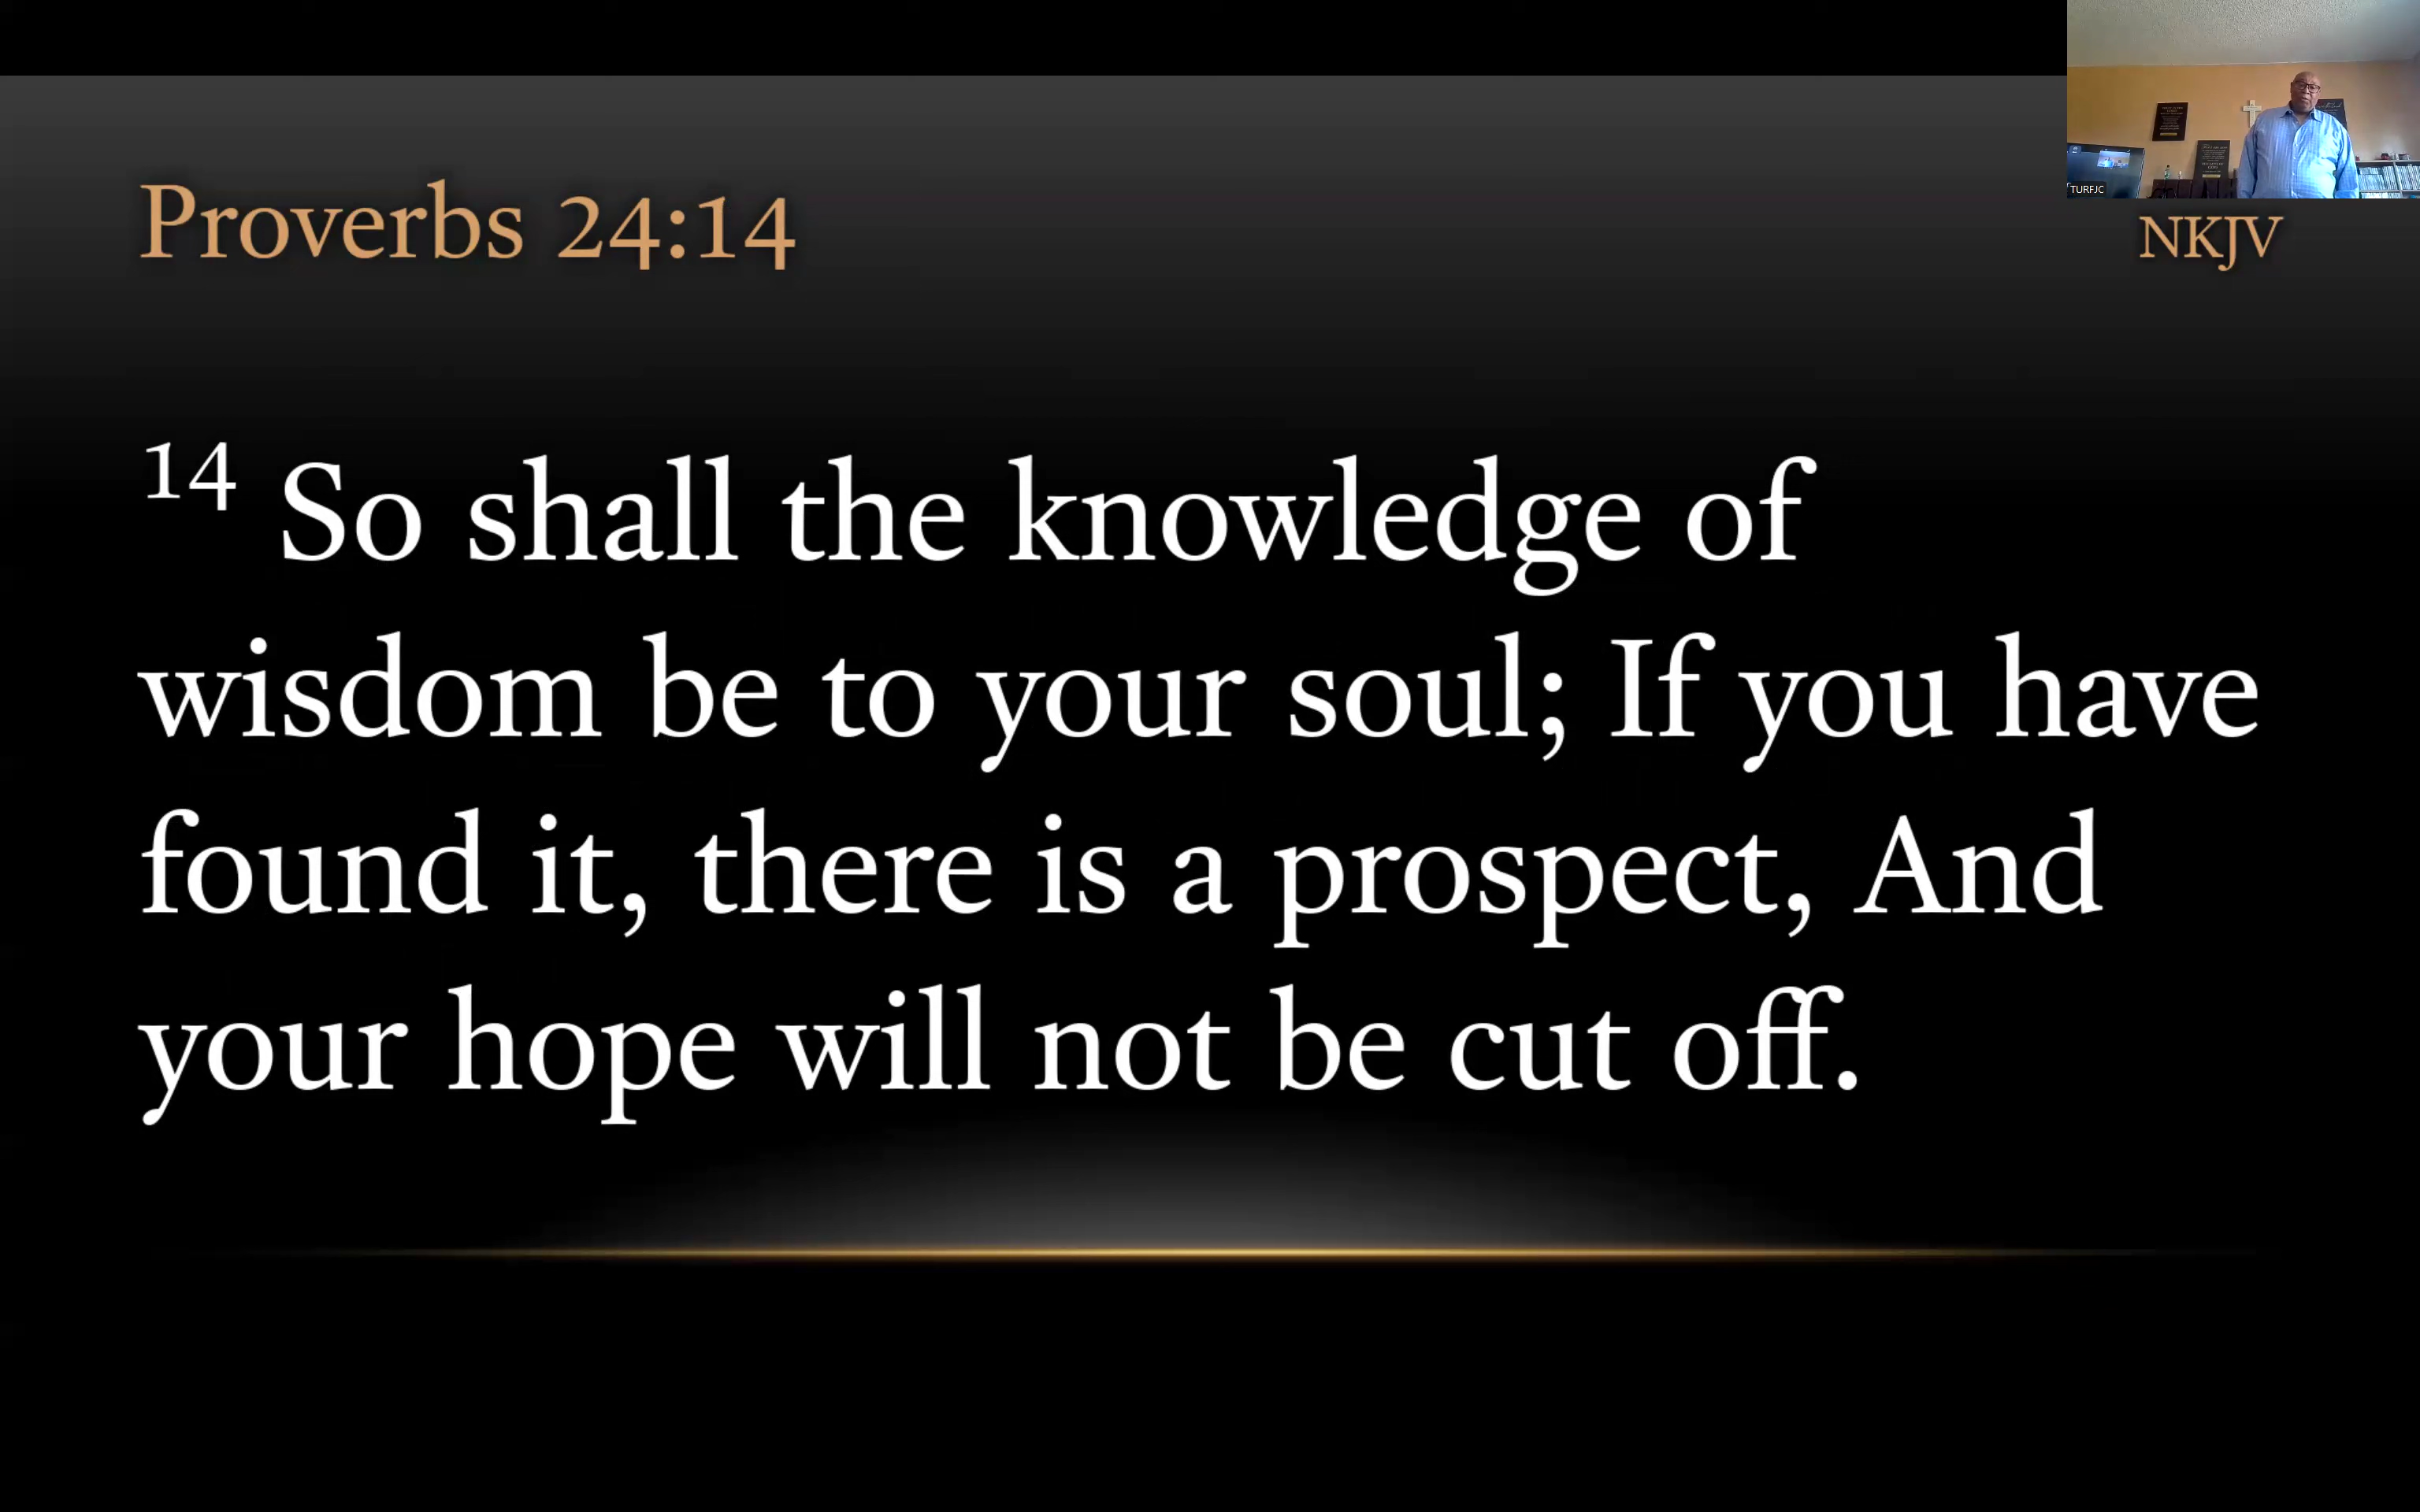 Proverbs 24:14
NKJV
14 So shall the knowledge of
wisdom be to your soul; If you have
found it, there is a prospect, And
your hope will not be cut off.
TURFJC